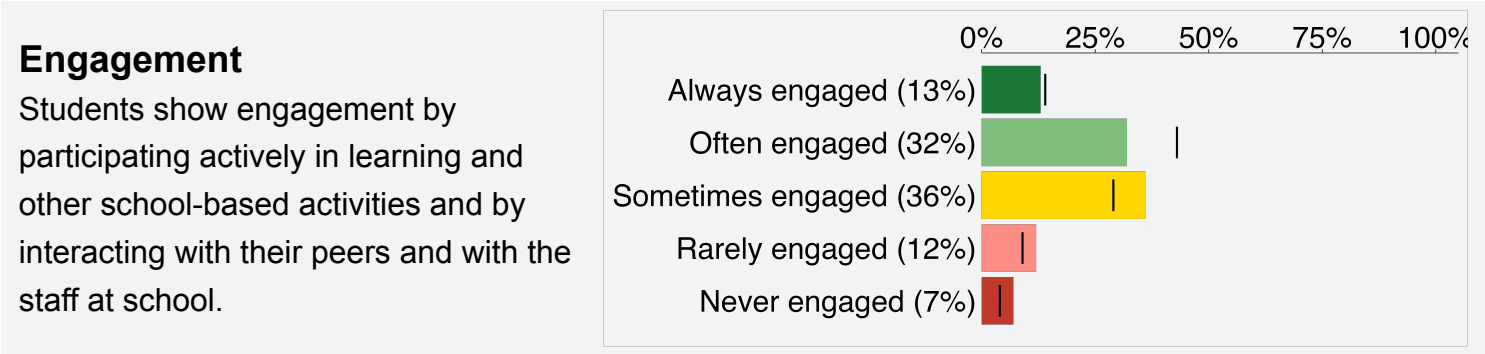 Engagement
Students show engagement by
participating actively in learning and
other school-based activities and by
interacting with their peers and with the
staff at school.
0% 25% 50% 75% 100%
Always engaged (13%)
Often engaged (32%)
Sometimes engaged (36%)
Rarely engaged (12%)
Never engaged (7%)